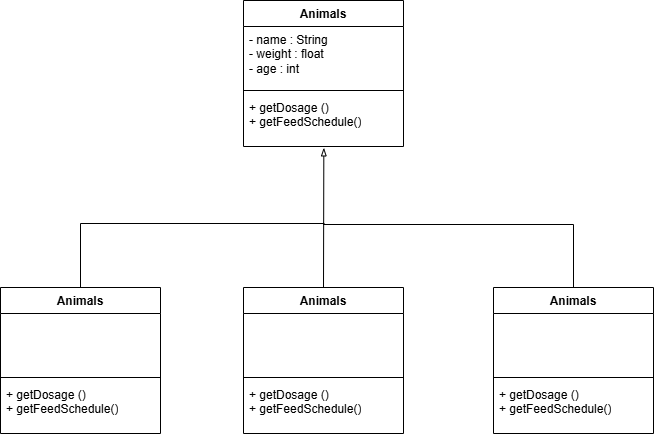 Animals
- name : String
- weight : float
- age : int
+ getDosage ()
+ getFeedSchedule()
Animals
+ getDosage ()
+ getFeedSchedule()
Animals
+ getDosage ()
+ getFeedSchedule()
Animals
+ getDosage ()
+ getFeedSchedule()